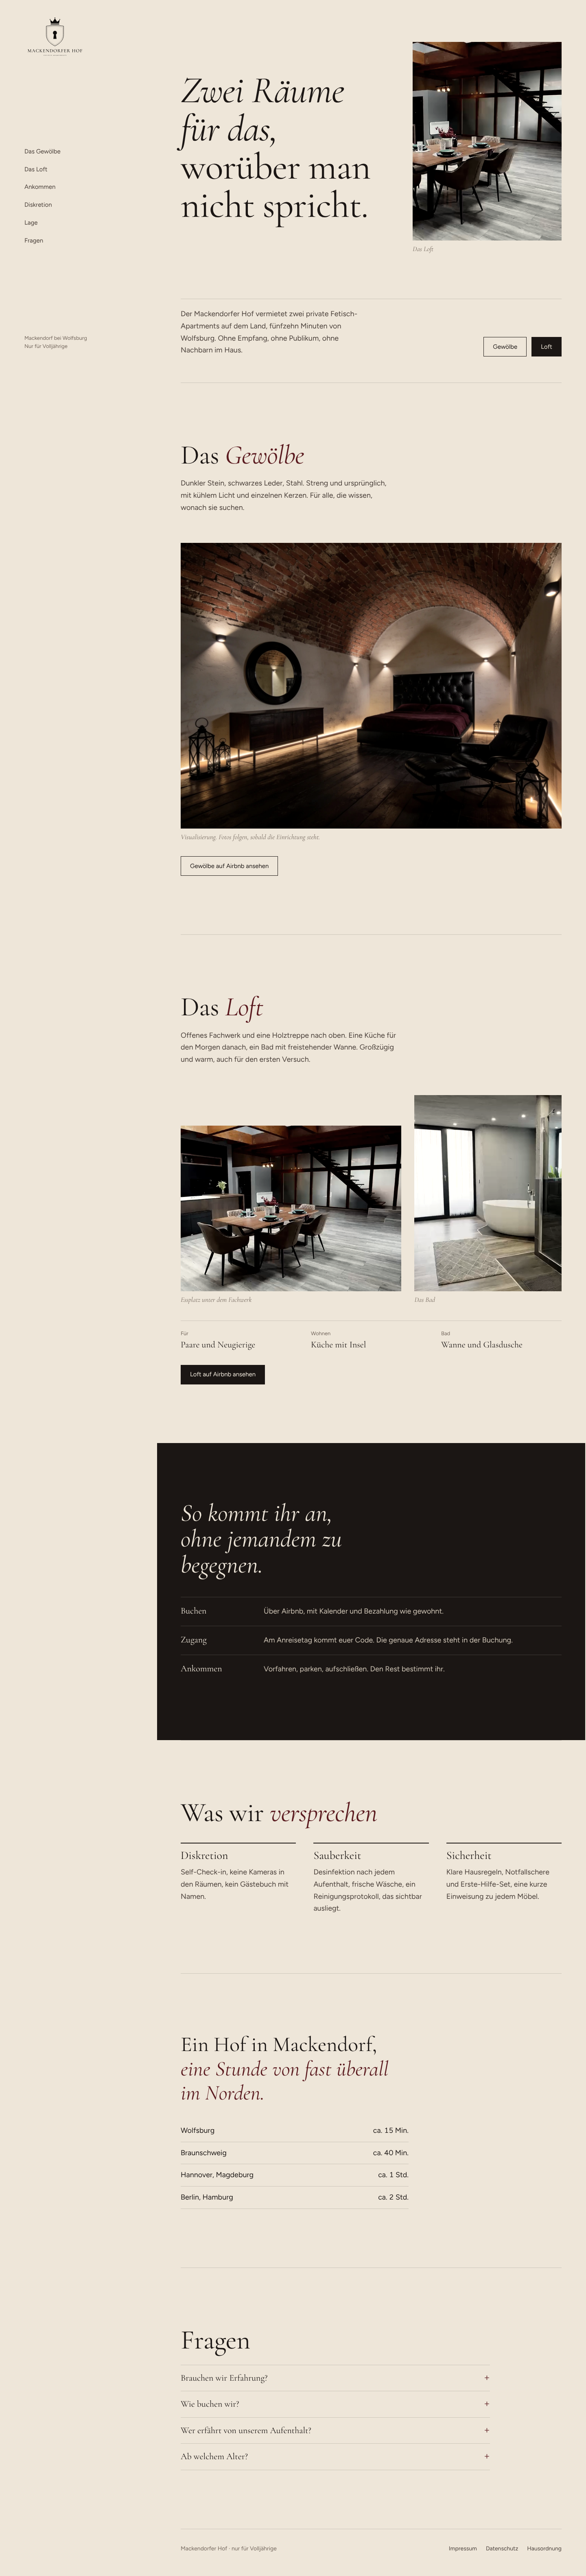 MACKENDORFER HOF
Das Gewölbe
Das Loft
Ankommen
Diskretion
Lage
Fragen
Mackendorf bei Wolfsburg
Nur für Volljährige
Zwei Räume
für das,
worüber man
nicht spricht.
Das Loft
Der Mackendorfer Hof vermietet zwei private Fetisch-
Apartments auf dem Land, fünfzehn Minuten von
Wolfsburg. Ohne Empfang, ohne Publikum, ohne
Nachbarn im Haus.
Gewölbe
Loft
Das Gewölbe
Dunkler Stein, schwarzes Leder, Stahl. Streng und ursprünglich,
mit kühlem Licht und einzelnen Kerzen. Für alle, die wissen,
wonach sie suchen.
Visualisierung. Fotos folgen, sobald die Einrichtung steht.
Gewölbe auf Airbnb ansehen
Das Loft
Offenes Fachwerk und eine Holztreppe nach oben. Eine Küche für
den Morgen danach, ein Bad mit freistehender Wanne. Großzügig
und warm, auch für den ersten Versuch.
Essplatz unter dem Fachwerk
Das Bad
Für
Paare und Neugierige
Wohnen
Küche mit Insel
Bad
Wanne und Glasdusche
Loft auf Airbnb ansehen
So kommt ihr an,
ohne jemandem zu
begegnen.
Buchen
Über Airbnb, mit Kalender und Bezahlung wie gewohnt.
Zugang
Am Anreisetag kommt euer Code. Die genaue Adresse steht in der Buchung.
Ankommen
Vorfahren, parken, aufschließen. Den Rest bestimmt ihr.
Was wir versprechen
Diskretion
Self-Check-in, keine Kameras in
den Räumen, kein Gästebuch mit
Namen.
Sauberkeit
Desinfektion nach jedem
Aufenthalt, frische Wäsche, ein
Reinigungsprotokoll, das sichtbar
ausliegt.
Sicherheit
Klare Hausregeln, Notfallschere
und Erste-Hilfe-Set, eine kurze
Einweisung zu jedem Möbel.
Ein Hof in Mackendorf,
eine Stunde von fast überall
im Norden.
Wolfsburg ca. 15 Min.
Braunschweig ca. 40 Min.
Hannover, Magdeburg ca. 1 Std.
Berlin, Hamburg ca. 2 Std.
Fragen
Brauchen wir Erfahrung? +
Wie buchen wir? +
Wer erfährt von unserem Aufenthalt? +
Ab welchem Alter? +
Mackendorfer Hof · nur für Volljährige
Impressum Datenschutz Hausordnung